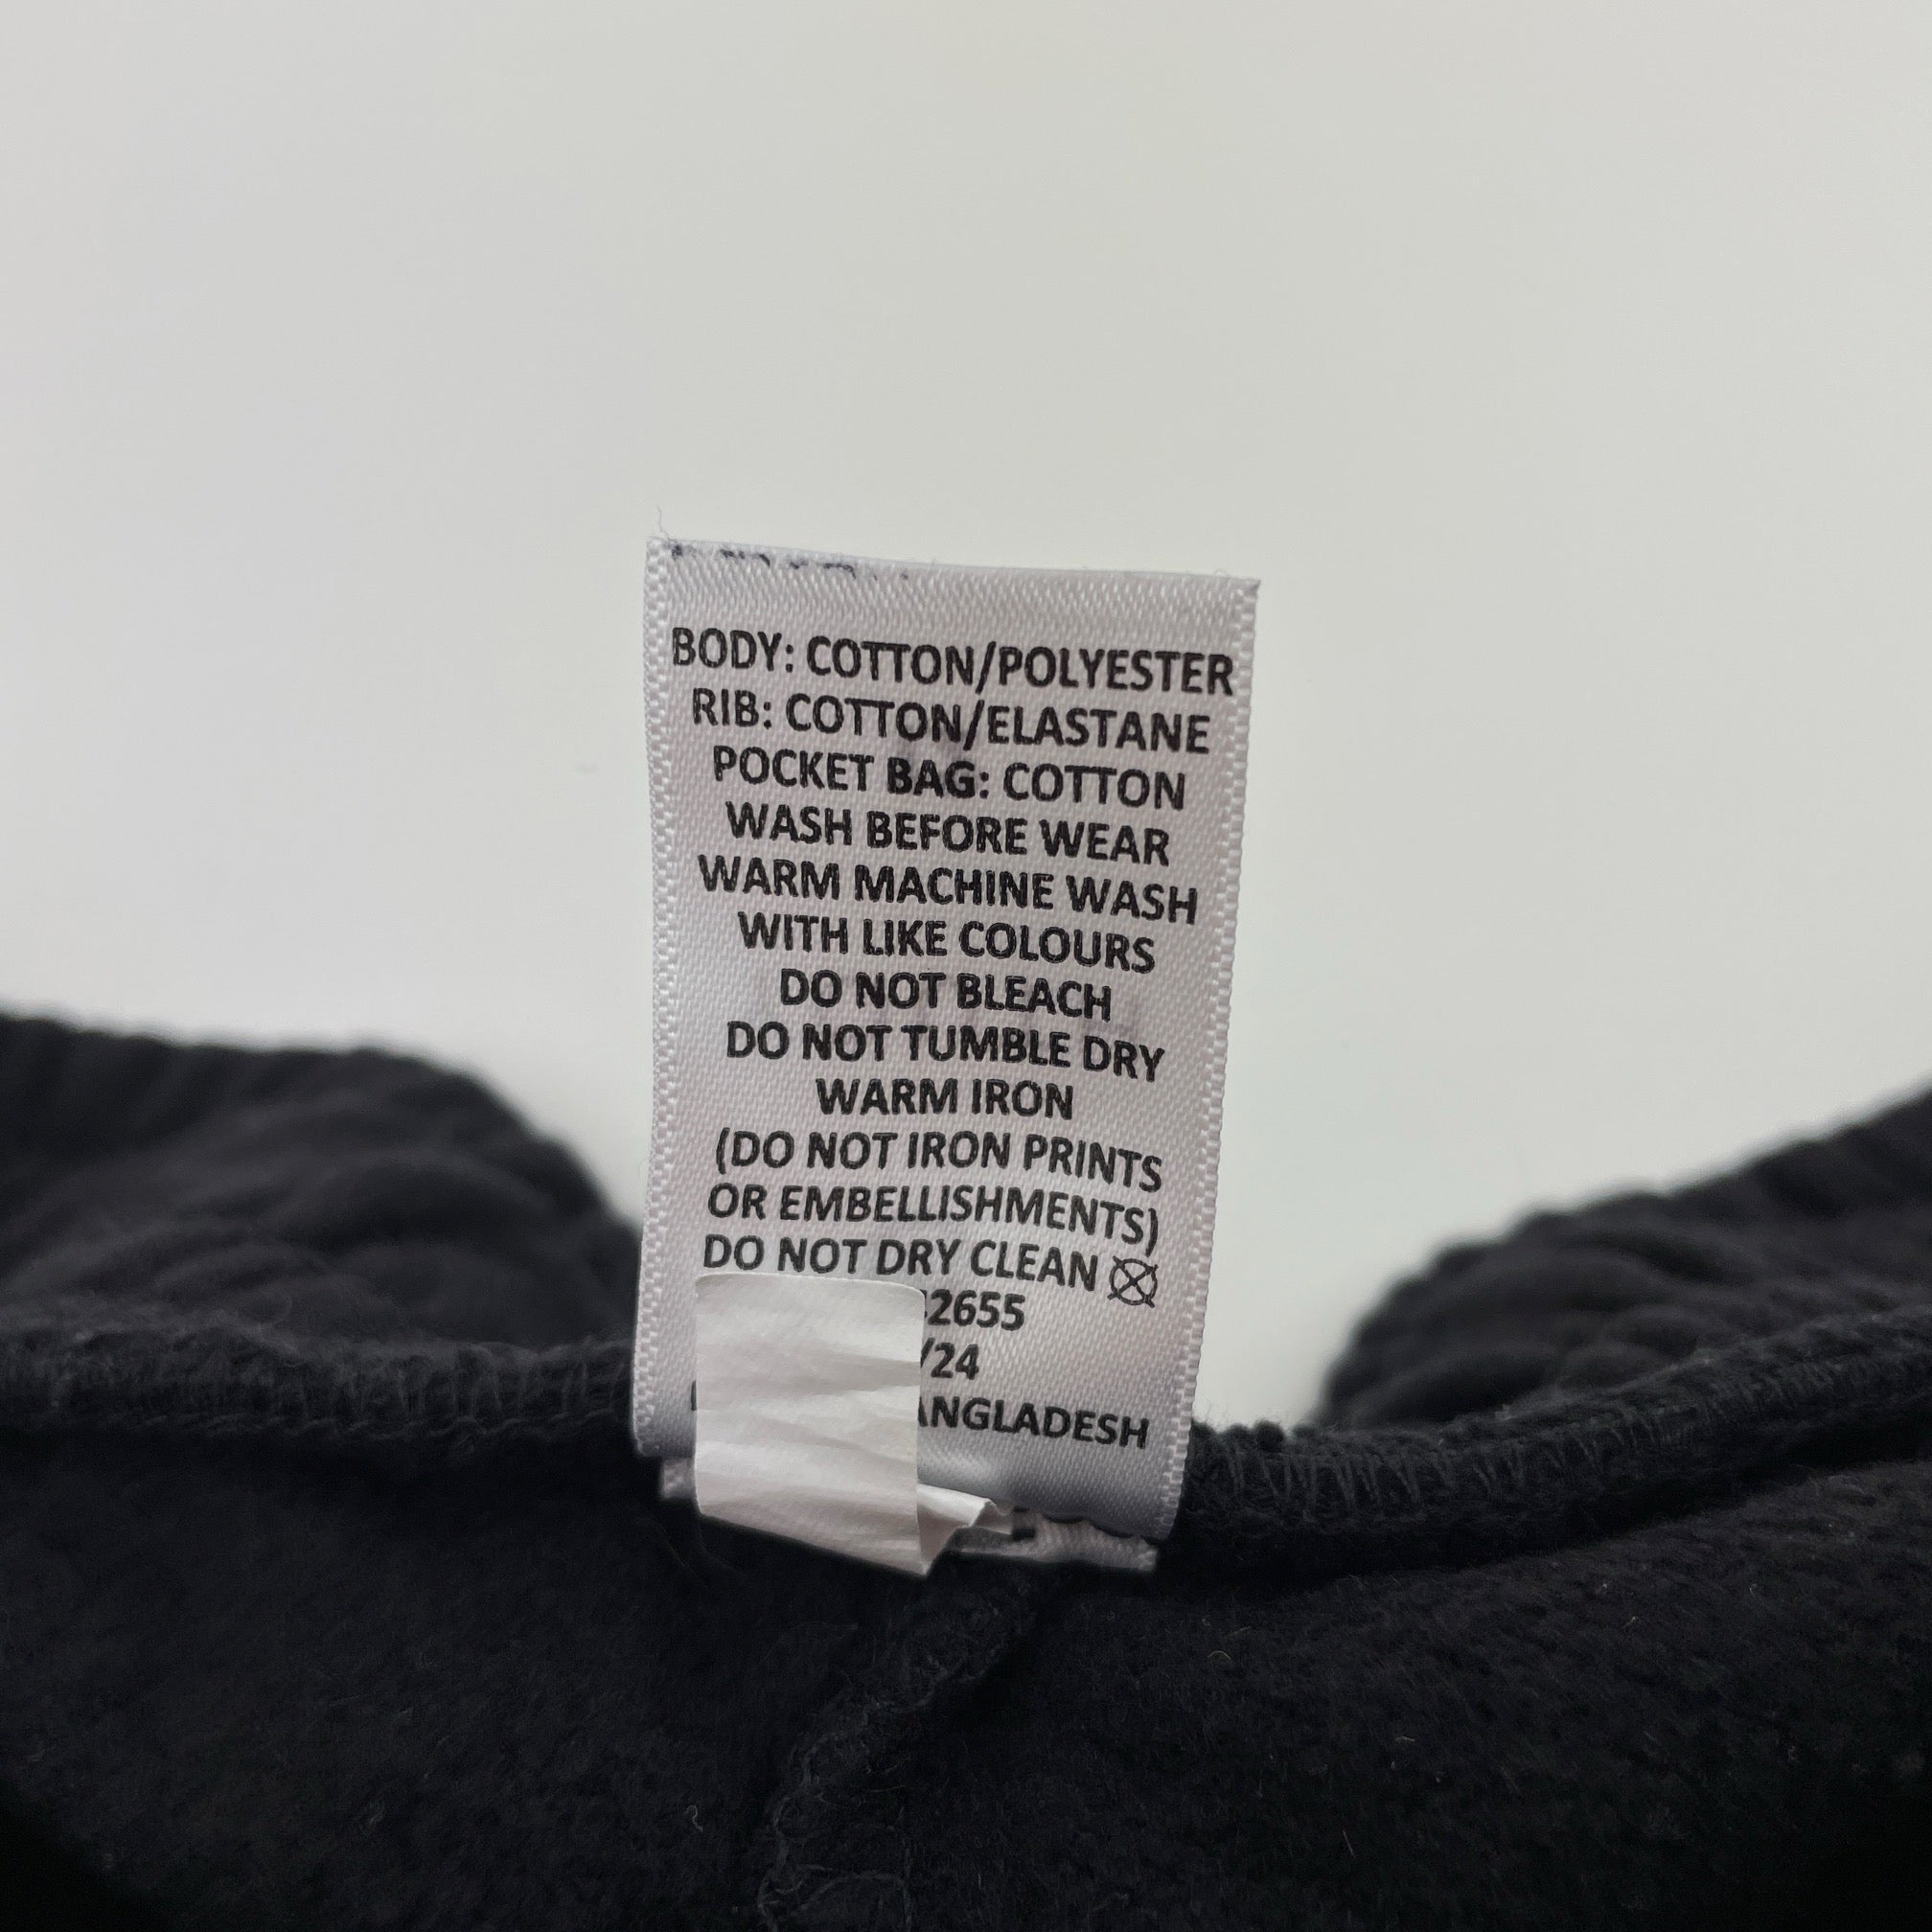 BODY: COTTON/POLYESTER
RIB: COTTON/ELASTANE
POCKET BAG: COTTON
WASH BEFORE WEAR
WARM MACHINE WASH
WITH LIKE COLOURS
DO NOT BLEACH
DO NOT TUMBLE DRY
WARM IRON
(DO NOT IRON PRINTS
OR EMBELLISHMENTS)
DO NOT DRY CLEAN
2655
/24
ANGLADESH